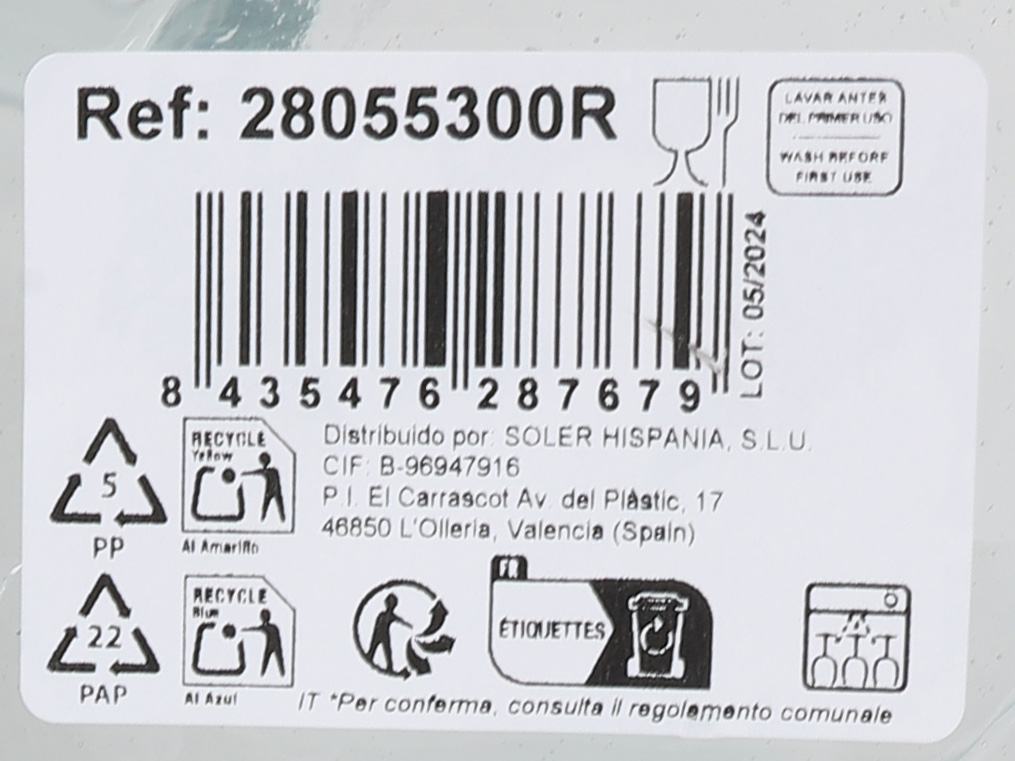 Ref: 28055300R
LAVAR ANTES
DEL PRIMER USO
WASH BEFORE
FIRST USE
LOT: 05/2024
8 435476 287679
5
PP
RECYCLE
Yellow
Al Amarillo
Distribuido por: SOLER HISPANIA, S.L.U.
CIF: B-96947916
P.I. El Carrascot Av. del Plàstic, 17
46850 L'Olleria, Valencia (Spain)
22
PAP
RECYCLE
Blue
Al Azul
FR
ÉTIQUETTES
IT *Per conferma, consulta il regolamento comunale